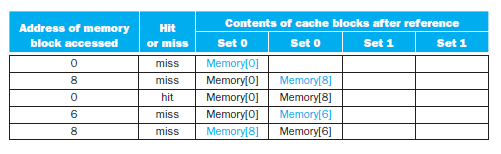 Address of memory block accessed | Hit or miss | Contents of cache blocks after reference
Set 0 | Set 0 | Set 1 | Set 1
0 | miss | Memory[0]
8 | miss | Memory[0] | Memory[8]
0 | hit | Memory[0] | Memory[8]
6 | miss | Memory[0] | Memory[6]
8 | miss | Memory[8] | Memory[6]